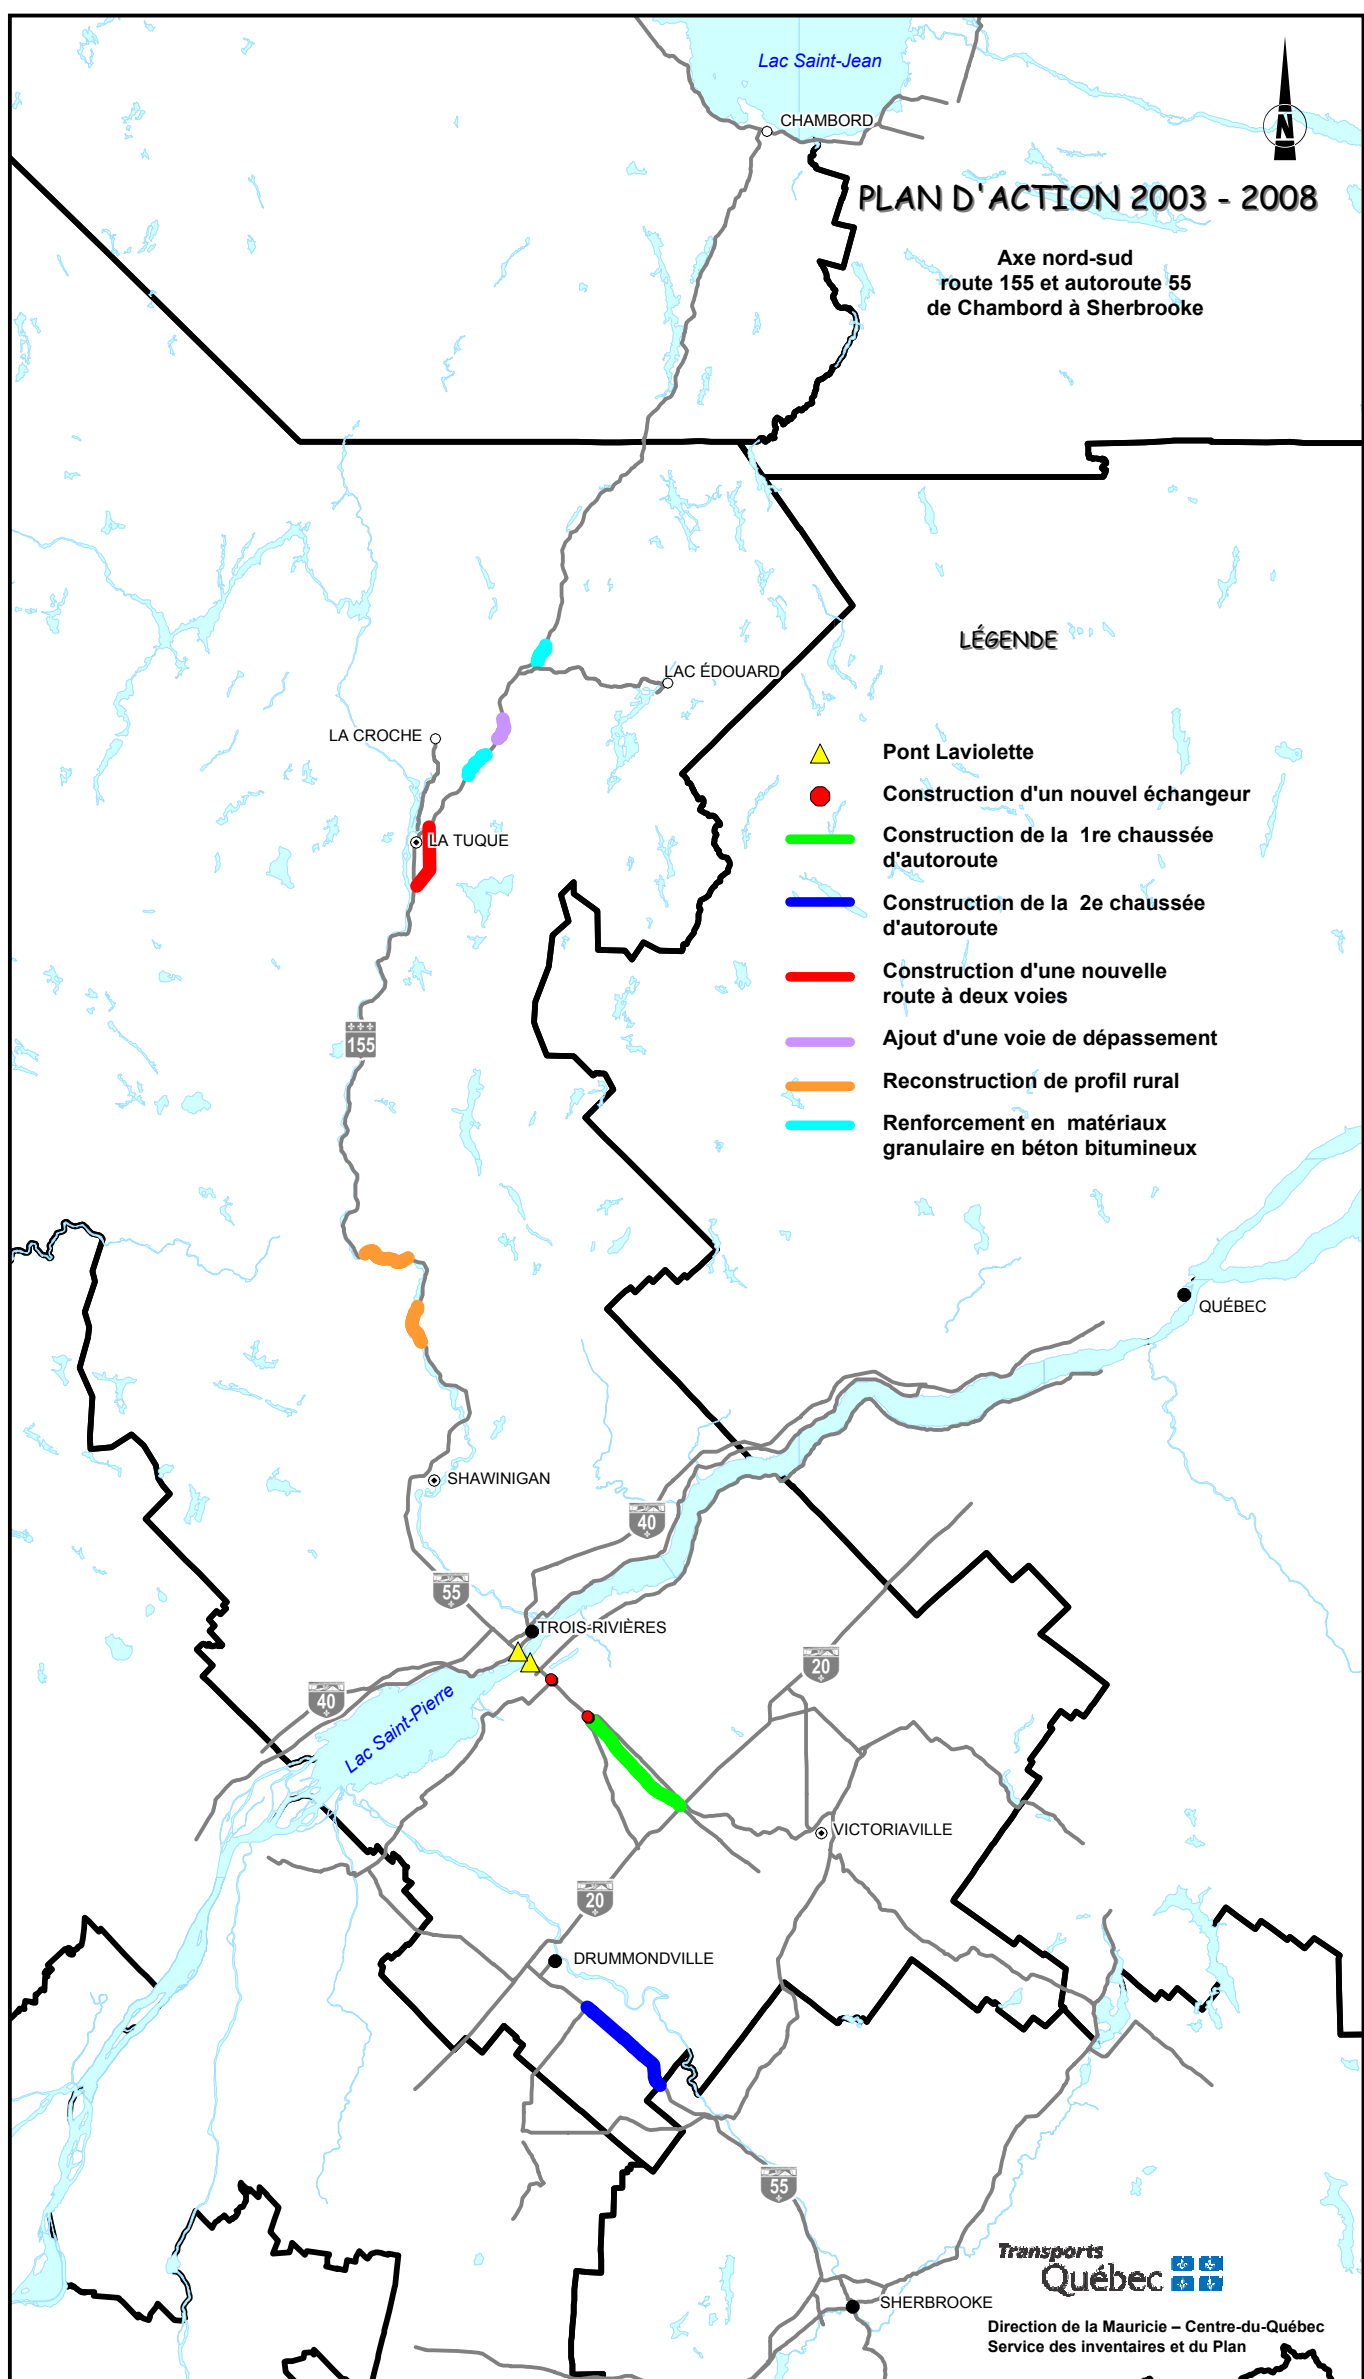 Lac Saint-Jean
CHAMBORD
N
PLAN D'ACTION 2003 - 2008
Axe nord-sud
route 155 et autoroute 55
de Chambord à Sherbrooke
LÉGENDE
LAC ÉDOUARD
LA CROCHE
LA TUQUE
Pont Laviolette
Construction d'un nouvel échangeur
Construction de la 1re chaussée
d'autoroute
Construction de la 2e chaussée
d'autoroute
Construction d'une nouvelle
route à deux voies
Ajout d'une voie de dépassement
Reconstruction de profil rural
Renforcement en matériaux
granulaire en béton bitumineux
155
QUÉBEC
SHAWINIGAN
40
55
TROIS-RIVIÈRES
20
40
Lac Saint-Pierre
VICTORIAVILLE
20
DRUMMONDVILLE
55
Transports
Québec
SHERBROOKE
Direction de la Mauricie – Centre-du-Québec
Service des inventaires et du Plan